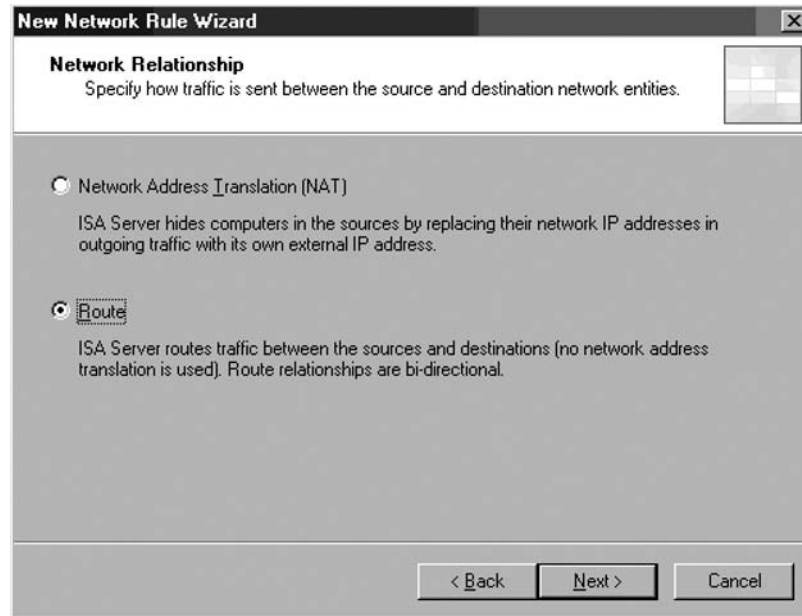 New Network Rule Wizard
Network Relationship
Specify how traffic is sent between the source and destination network entities.
Network Address Translation (NAT)
ISA Server hides computers in the sources by replacing their network IP addresses in
outgoing traffic with its own external IP address.
Route
ISA Server routes traffic between the sources and destinations (no network address
translation is used). Route relationships are bi-directional.
< Back
Next >
Cancel